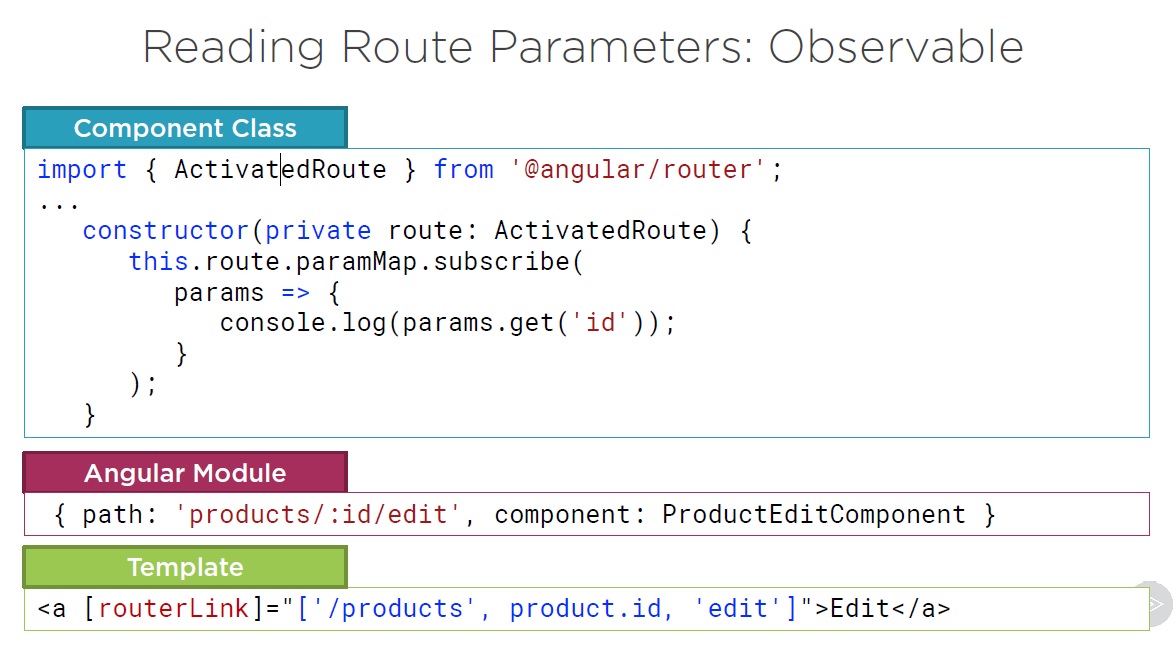 Reading Route Parameters: Observable
Component Class
import { ActivatedRoute } from '@angular/router';
...
constructor(private route: ActivatedRoute) {
this.route.paramMap.subscribe(
params => {
console.log(params.get('id'));
}
);
}
Angular Module
{ path: 'products/:id/edit', component: ProductEditComponent }
Template
<a [routerLink]="['/products', product.id, 'edit']">Edit</a>